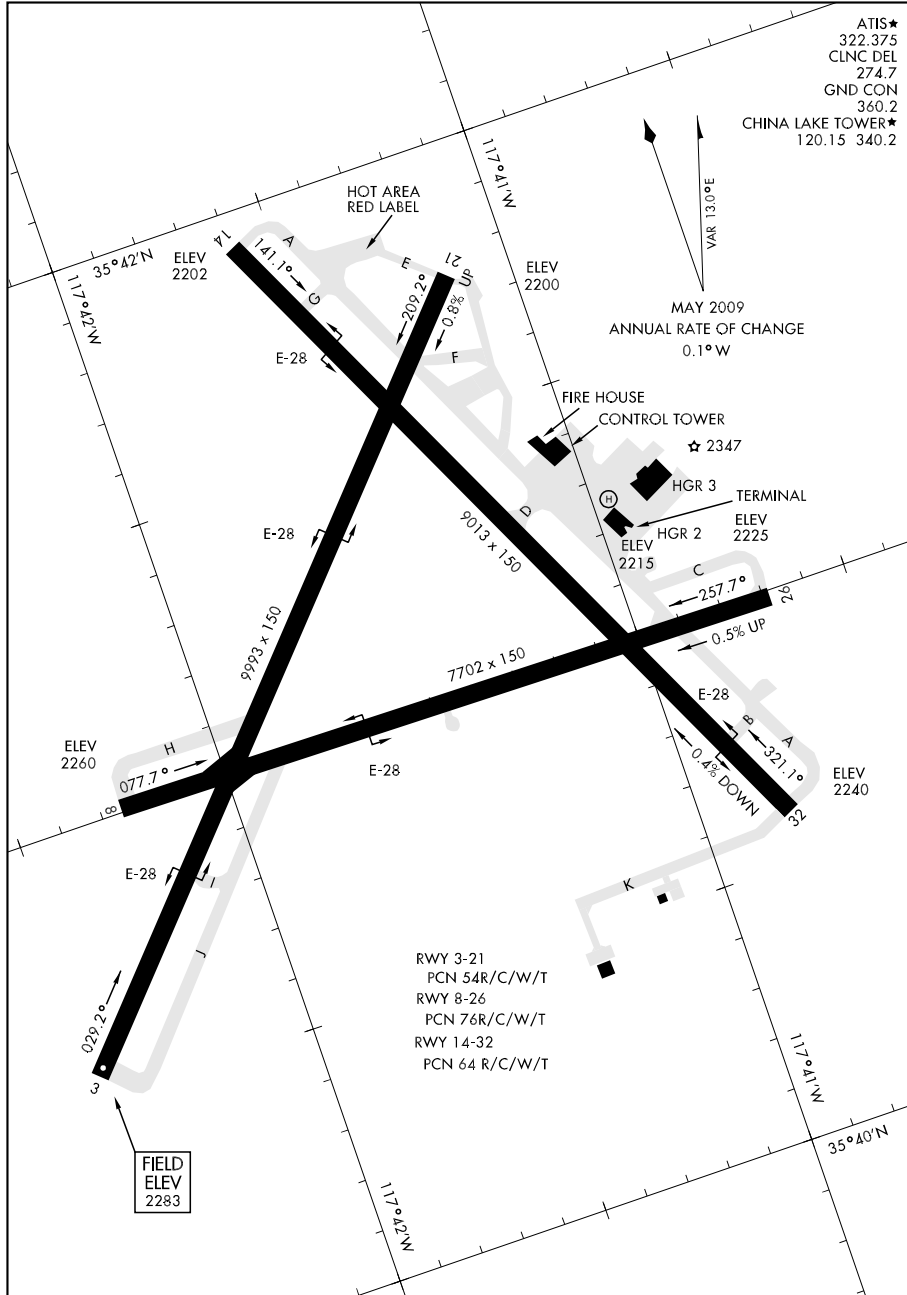 ATIS★
322.375
CLNC DEL
274.7
GND CON
360.2
CHINA LAKE TOWER★
120.15 340.2
117°41'W
VAR 13.0°E
HOT AREA
RED LABEL
35°42'N
ELEV
2202
14
A
141.1°
G
E
21
209.2°
0.8% UP
F
ELEV
2200
117°42'W
MAY 2009
ANNUAL RATE OF CHANGE
0.1° W
E-28
FIRE HOUSE
CONTROL TOWER
2347
HGR 3
TERMINAL
H
HGR 2
ELEV
2225
ELEV
2215
E-28
D
9013 x 150
C
257.7°
26
0.5% UP
9993 x 150
7702 x 150
E-28
B
A
321.1°
0.4% DOWN
32
ELEV
2240
ELEV
2260
H
077.7°
8
E-28
E-28
I
J
K
RWY 3-21
PCN 54R/C/W/T
RWY 8-26
PCN 76R/C/W/T
RWY 14-32
PCN 64 R/C/W/T
029.2°
3
117°41'W
35°40'N
FIELD
ELEV
2283
117°42'W